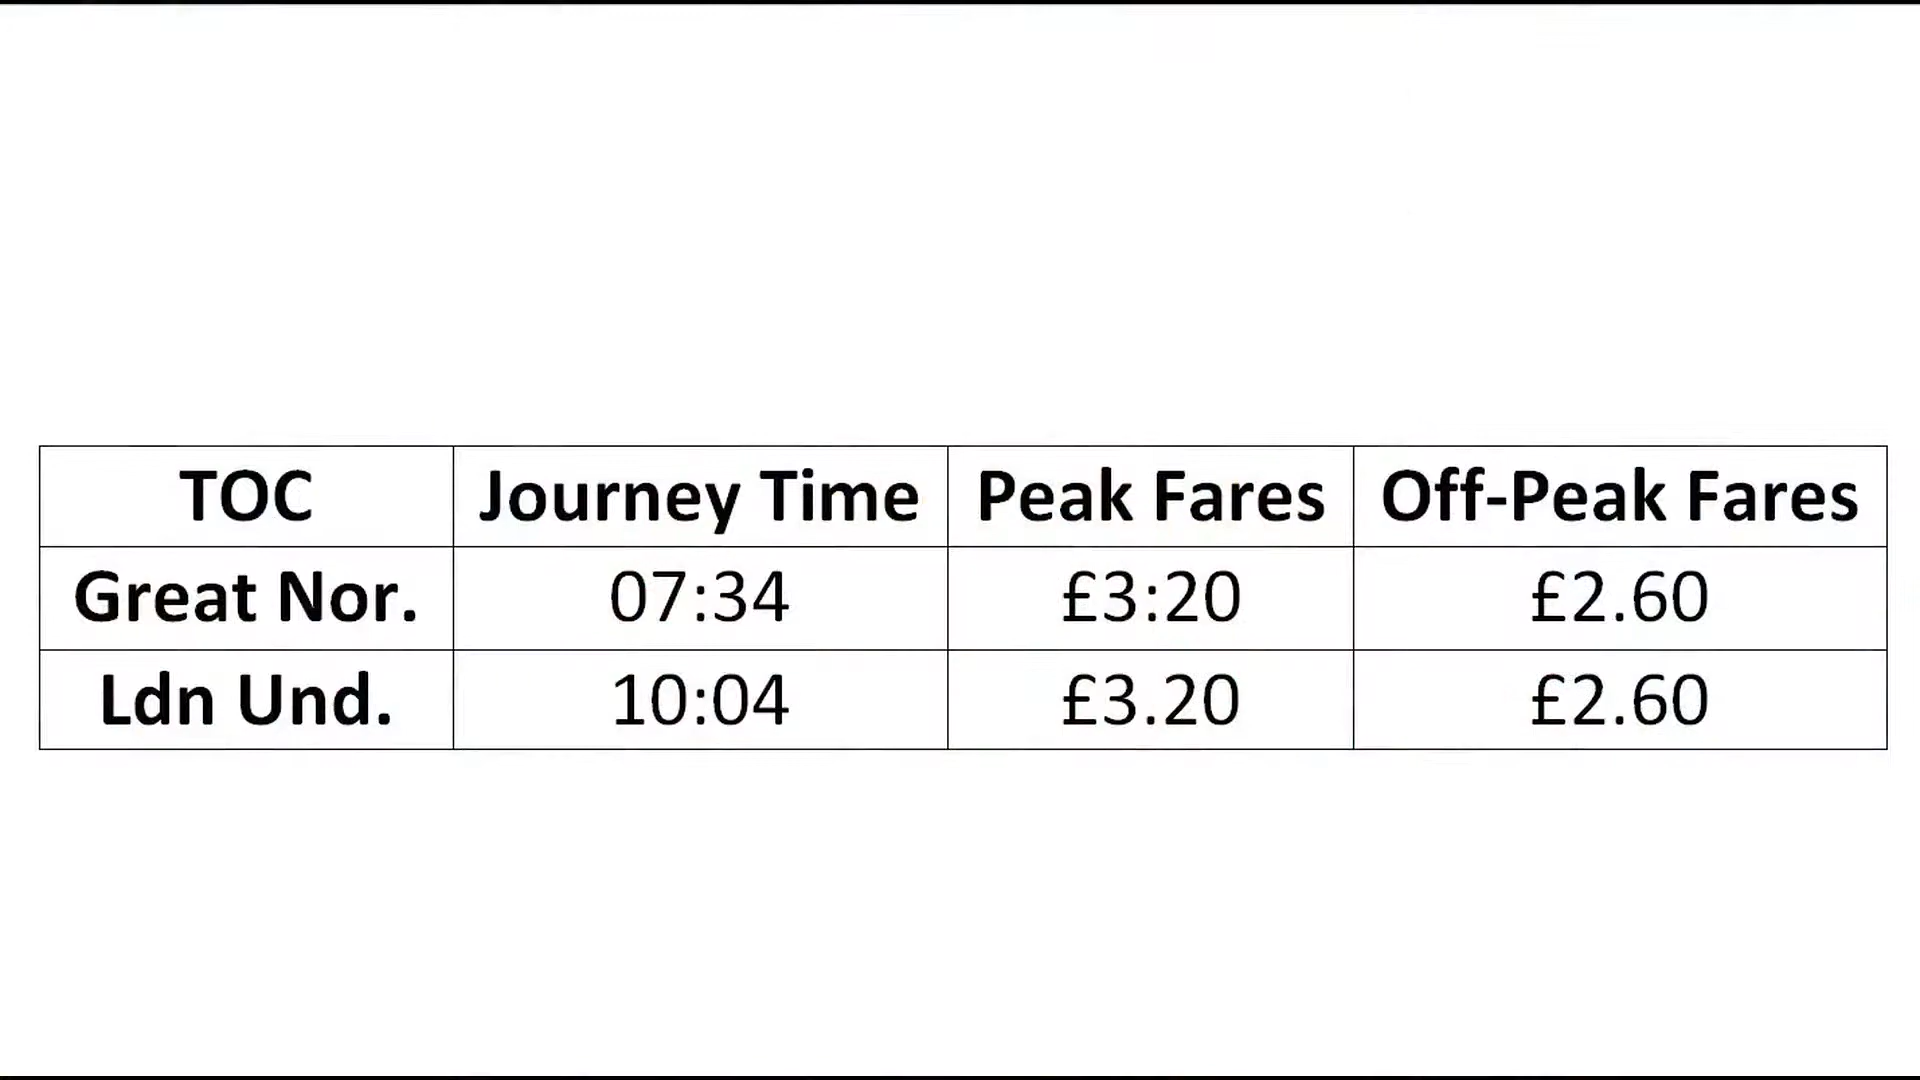 TOC Journey Time Peak Fares Off-Peak Fares
Great Nor. 07:34 £3:20 £2.60
Ldn Und. 10:04 £3.20 £2.60